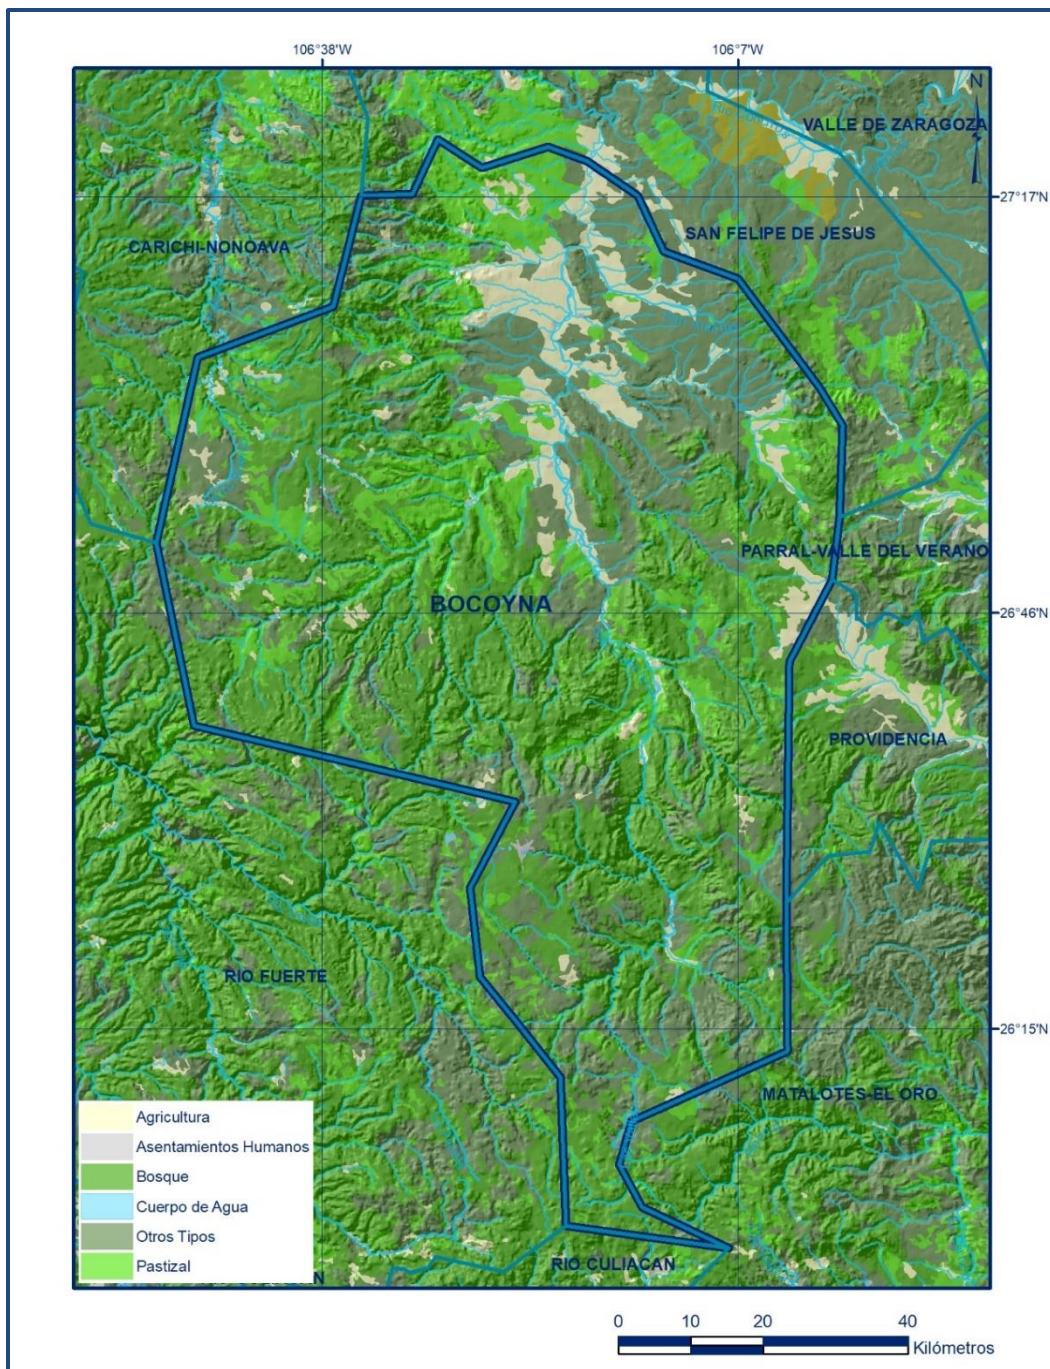 106°38'W
106°7'W
N
VALLE DE ZARAGOZA
27°17'N
SAN FELIPE DE JESUS
CARICHI-NONOAVA
PARRAL-VALLE DEL VERANO
BOCOYNA
26°46'N
PROVIDENCIA
RIO FUERTE
26°15'N
MATALOTES-EL ORO
Agricultura
Asentamientos Humanos
Bosque
Cuerpo de Agua
Otros Tipos
Pastizal
N
RIO CULIACAN
0 10 20 40
Kilómetros